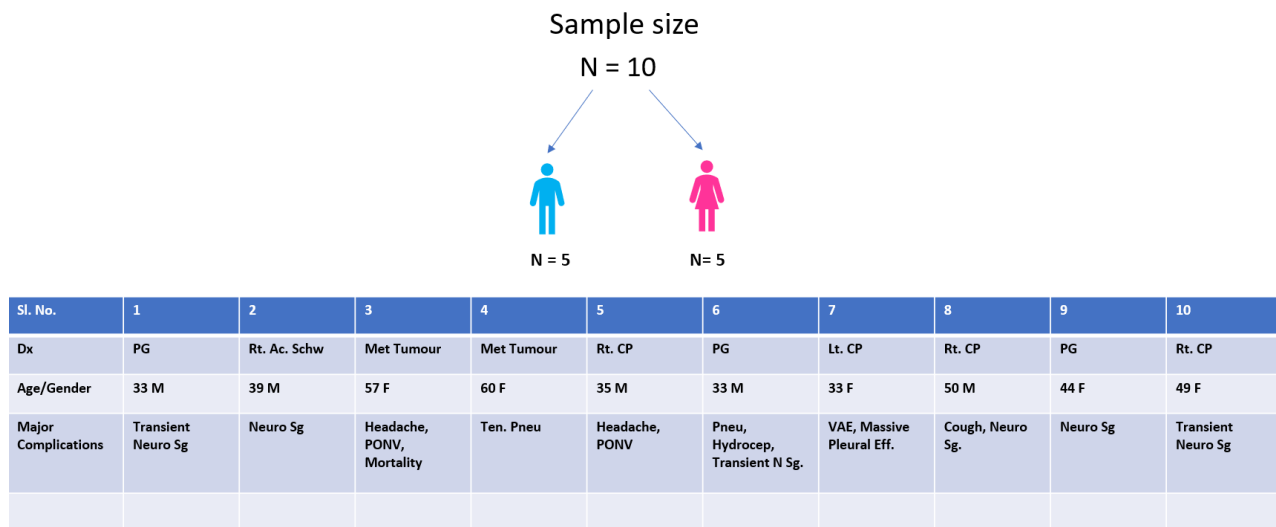 Sample size
N = 10
N = 5 N= 5
Sl. No. 1 2 3 4 5 6 7 8 9 10
Dx PG Rt. Ac. Schw Met Tumour Met Tumour Rt. CP PG Lt. CP Rt. CP PG Rt. CP
Age/Gender 33 M 39 M 57 F 60 F 35 M 33 M 33 F 50 M 44 F 49 F
Major Transient Neuro Sg Headache, Ten. Pneu Headache, Pneu, VAE, Massive Cough, Neuro Neuro Sg Transient
Complications Neuro Sg PONV, PONV Hydrocep, Pleural Eff. Sg. Neuro Sg
Mortality Transient N Sg.